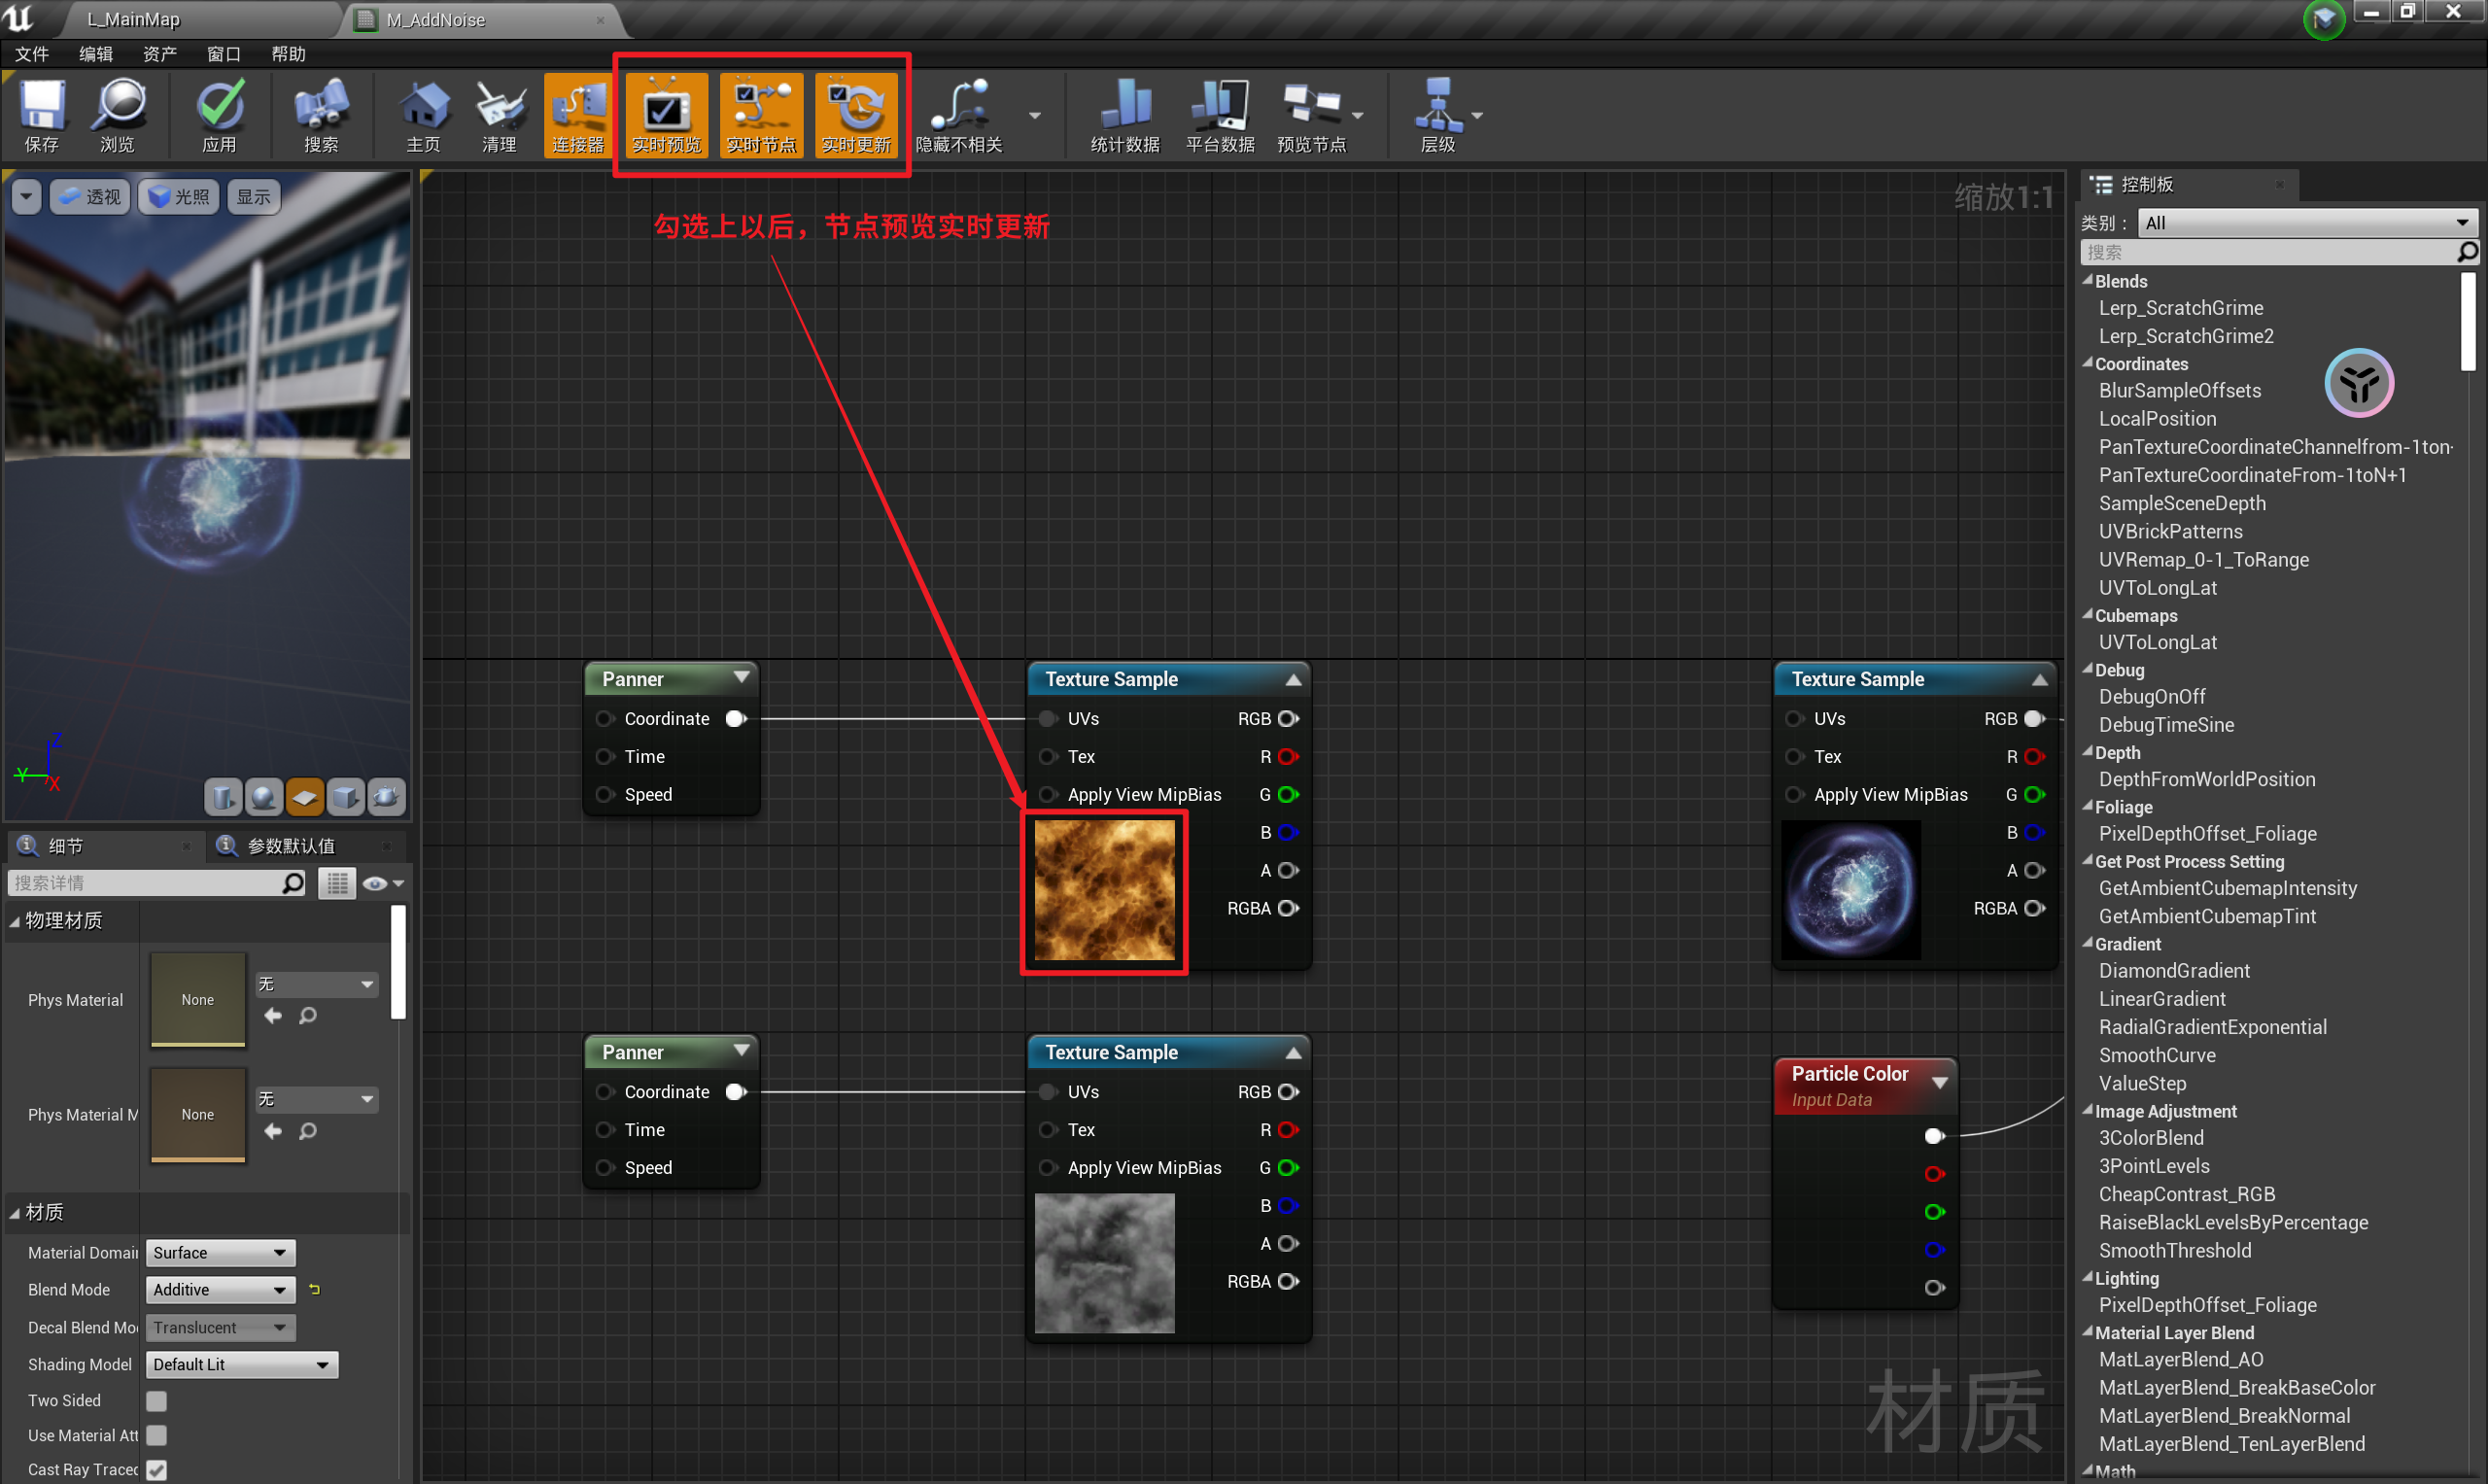 L_MainMap
M_AddNoise
文件 编辑 资产 窗口 帮助
保存 浏览 应用 搜索 主页 清理 连接器 实时预览 实时节点 实时更新 隐藏不相关 统计数据 平台数据 预览节点 层级
透视 光照 显示
勾选上以后，节点预览实时更新
缩放1:1
Z
Y
X
Panner
Coordinate
Time
Speed
Texture Sample
UVs RGB
Tex R
Apply View MipBias G
B
A
RGBA
Texture Sample
UVs RGB
Tex R
Apply View MipBias G
B
A
RGBA
Panner
Coordinate
Time
Speed
Texture Sample
UVs RGB
Tex R
Apply View MipBias G
B
A
RGBA
Particle Color
Input Data
材质
细节 参数默认值
搜索详情
物理材质
Phys Material None 无
Phys Material M None 无
材质
Material Domai Surface
Blend Mode Additive
Decal Blend Mo Translucent
Shading Model Default Lit
Two Sided
Use Material Att
Cast Ray Traced
控制板
类别： All
搜索
Blends
Lerp_ScratchGrime
Lerp_ScratchGrime2
Coordinates
BlurSampleOffsets
LocalPosition
PanTextureCoordinateChannelfrom-1ton-
PanTextureCoordinateFrom-1toN+1
SampleSceneDepth
UVBrickPatterns
UVRemap_0-1_ToRange
UVToLongLat
Cubemaps
UVToLongLat
Debug
DebugOnOff
DebugTimeSine
Depth
DepthFromWorldPosition
Foliage
PixelDepthOffset_Foliage
Get Post Process Setting
GetAmbientCubemapIntensity
GetAmbientCubemapTint
Gradient
DiamondGradient
LinearGradient
RadialGradientExponential
SmoothCurve
ValueStep
Image Adjustment
3ColorBlend
3PointLevels
CheapContrast_RGB
RaiseBlackLevelsByPercentage
SmoothThreshold
Lighting
PixelDepthOffset_Foliage
Material Layer Blend
MatLayerBlend_AO
MatLayerBlend_BreakBaseColor
MatLayerBlend_BreakNormal
MatLayerBlend_TenLayerBlend
Math